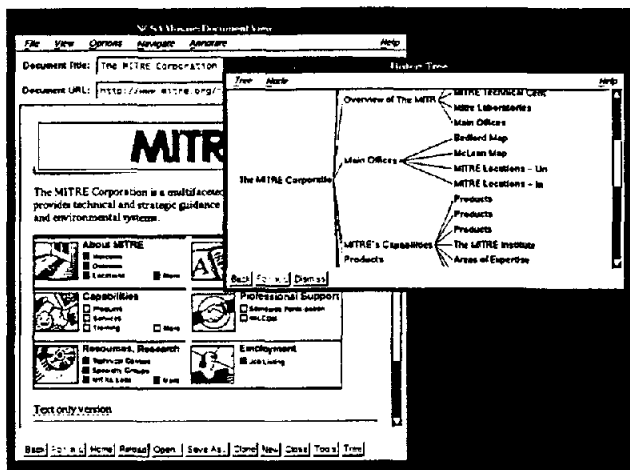 NCSA Mosaic: Document View
File View Options Navigate Annotate Help
Document Title: The MITRE Corporation
Document URL: http://www.mitre.org/
MITR
The MITRE Corporation is a multifaceted
provides technical and strategic guidance
and environmental systems.
About MITRE
Locations More
Capabilities
Products
Services
Training More
Professional Support
Resources, Research
Technical Centers
Specialty Groups
More
Employment
Job Listing
Text only version
Back Home Reload Open.. Save As.. Clone New Close Tools Tree
History Tree
Tree Node Help
Overview of The MITR
MITRE Technical Cent
Mitre Laboratories
Main Offices
The MITRE Corporatio
Main Offices
Bedford Map
McLean Map
MITRE Locations - Un
MITRE Locations - In
MITRE's Capabilities
Products
Products
Products
Products
The MITRE Institute
Areas of Expertise
Back Dismiss